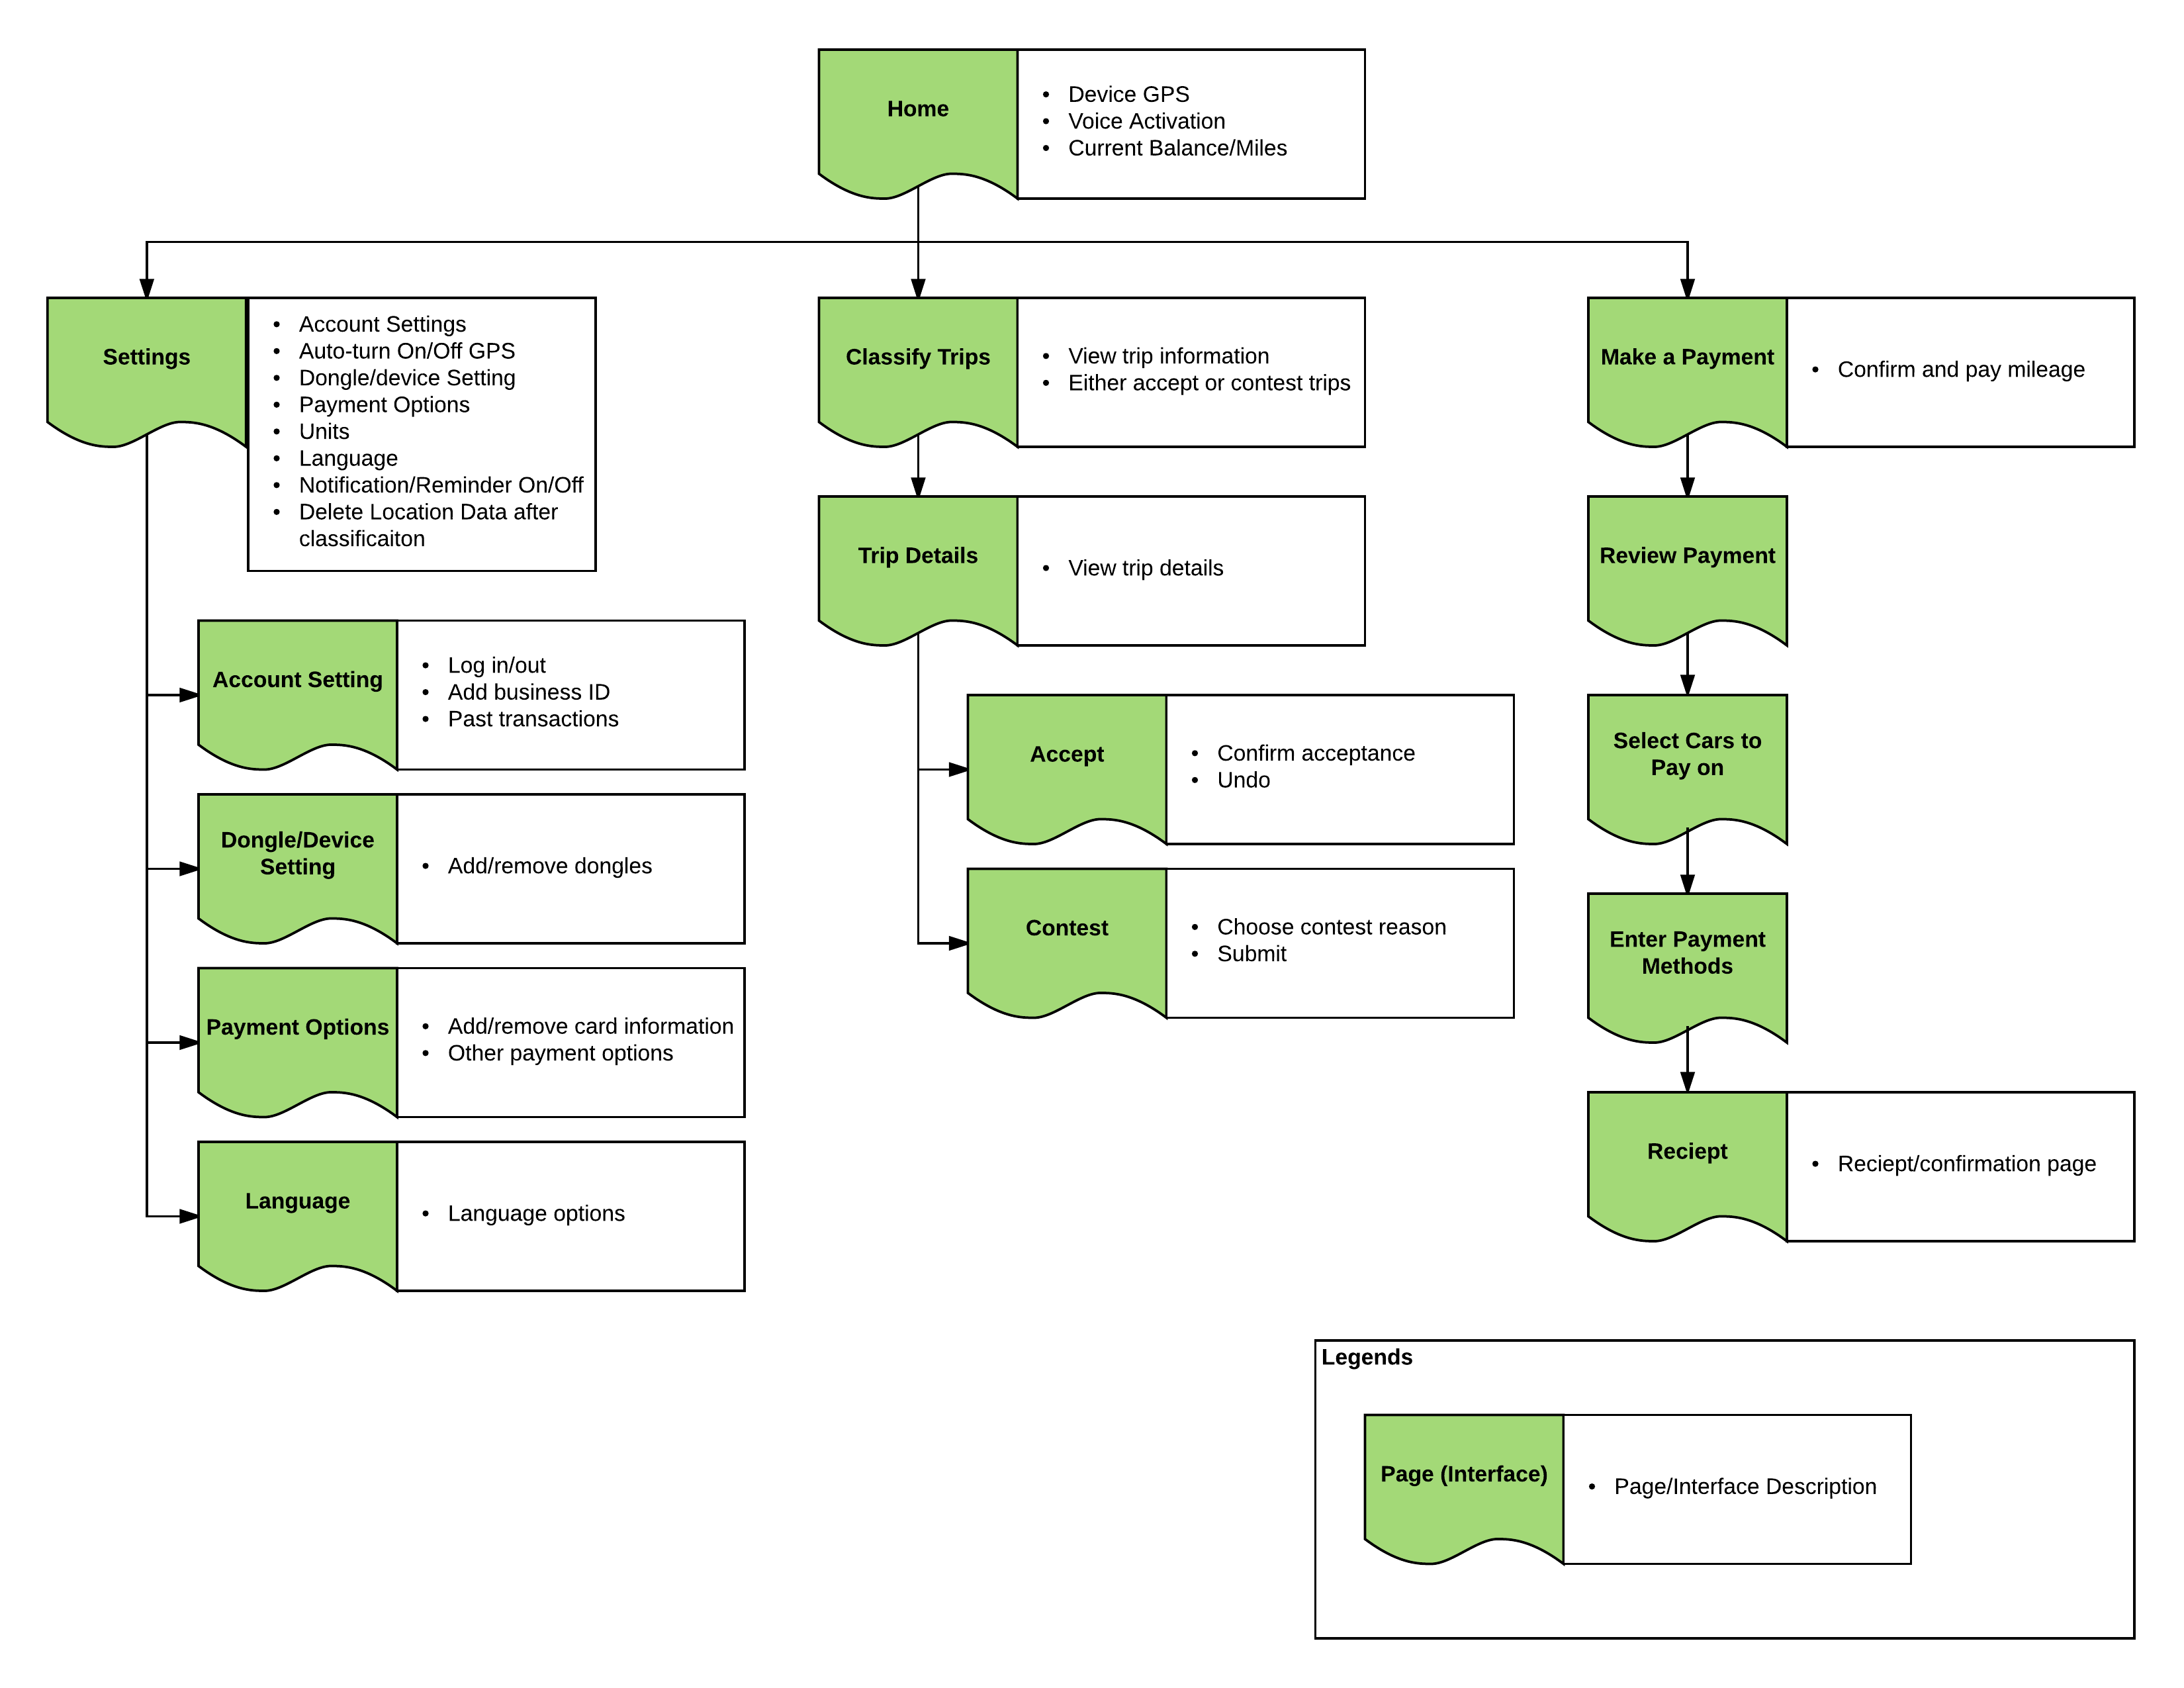 Home
• Device GPS
• Voice Activation
• Current Balance/Miles
Settings
• Account Settings
• Auto-turn On/Off GPS
• Dongle/device Setting
• Payment Options
• Units
• Language
• Notification/Reminder On/Off
• Delete Location Data after
classificaiton
Account Setting
• Log in/out
• Add business ID
• Past transactions
Dongle/Device
Setting
• Add/remove dongles
Payment Options
• Add/remove card information
• Other payment options
Language
• Language options
Classify Trips
• View trip information
• Either accept or contest trips
Trip Details
• View trip details
Accept
• Confirm acceptance
• Undo
Contest
• Choose contest reason
• Submit
Make a Payment
• Confirm and pay mileage
Review Payment
Select Cars to
Pay on
Enter Payment
Methods
Reciept
• Reciept/confirmation page
Legends
Page (Interface)
• Page/Interface Description